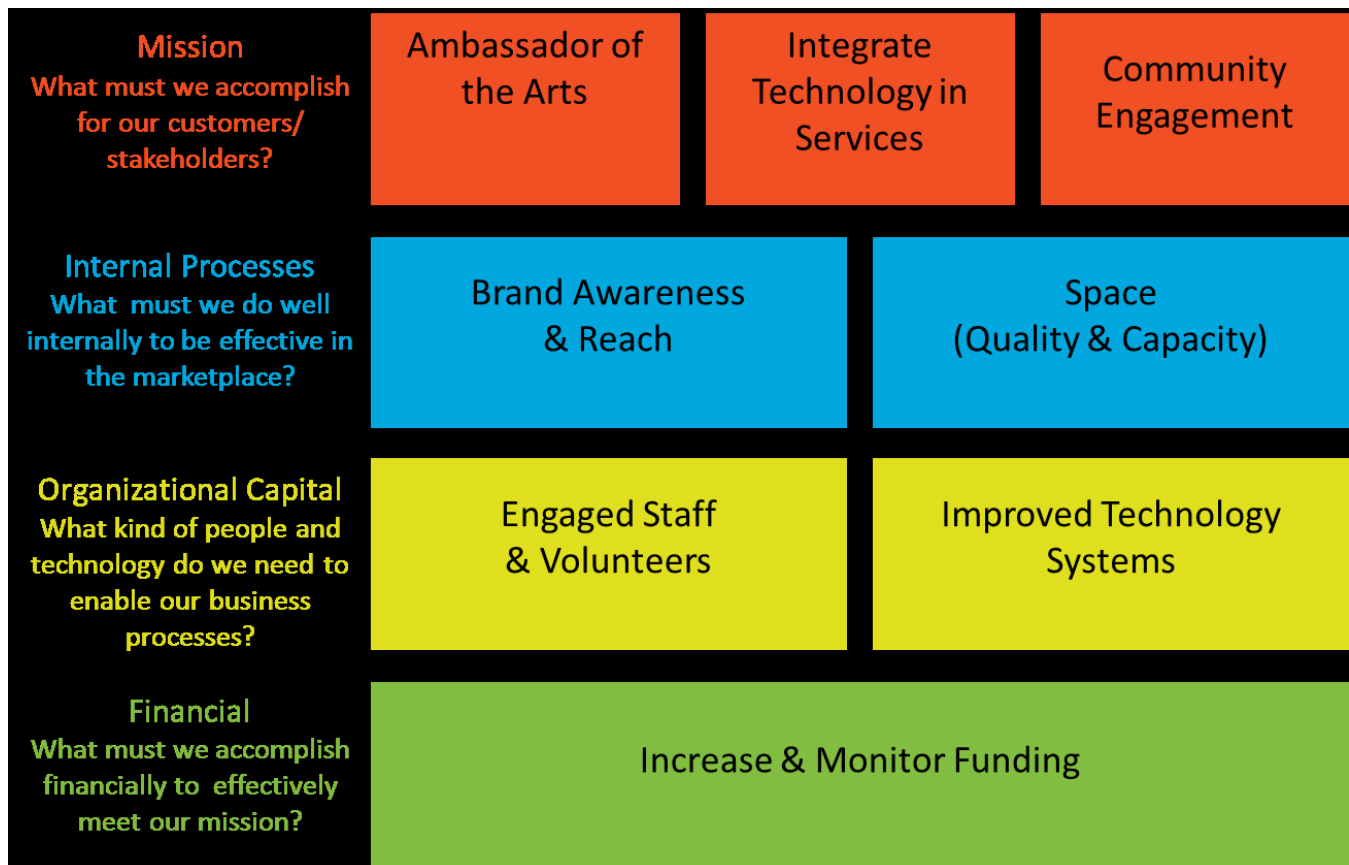 Mission
What must we accomplish
for our customers/
stakeholders?
Ambassador of
the Arts
Integrate
Technology in
Services
Community
Engagement
Internal Processes
What must we do well
internally to be effective in
the marketplace?
Brand Awareness
& Reach
Space
(Quality & Capacity)
Organizational Capital
What kind of people and
technology do we need to
enable our business
processes?
Engaged Staff
& Volunteers
Improved Technology
Systems
Financial
What must we accomplish
financially to effectively
meet our mission?
Increase & Monitor Funding